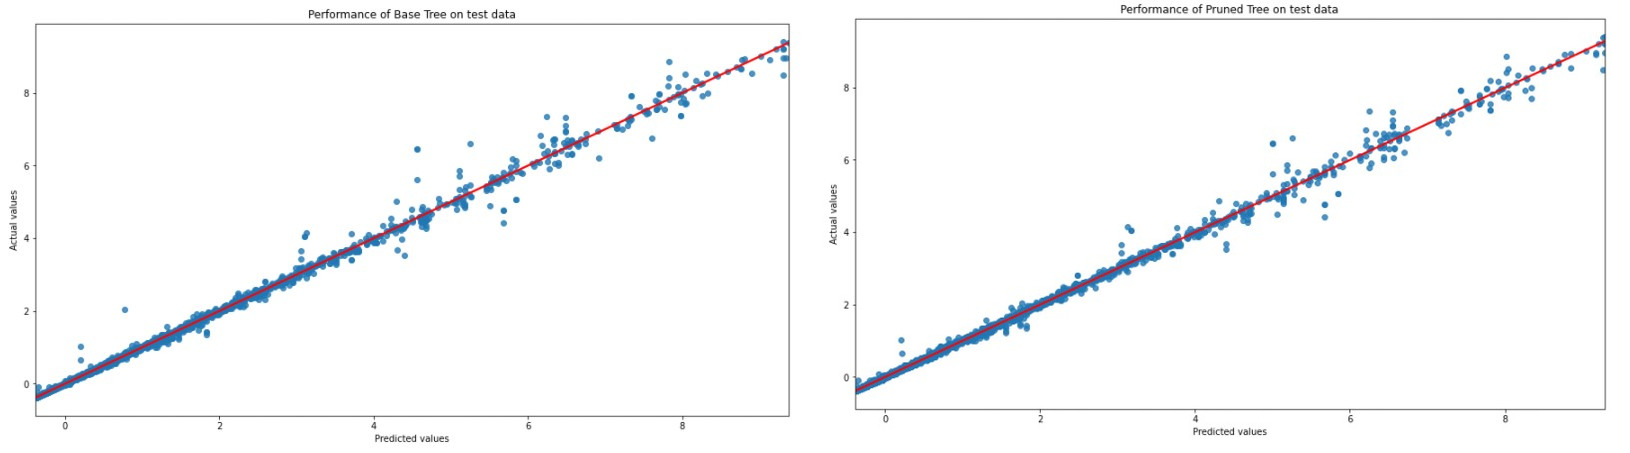 Performance of Base Tree on test data
8
6
4
2
0
Actual values
0 2 4 6 8
Predicted values
Performance of Pruned Tree on test data
8
6
4
2
0
Actual values
0 2 4 6 8
Predicted values